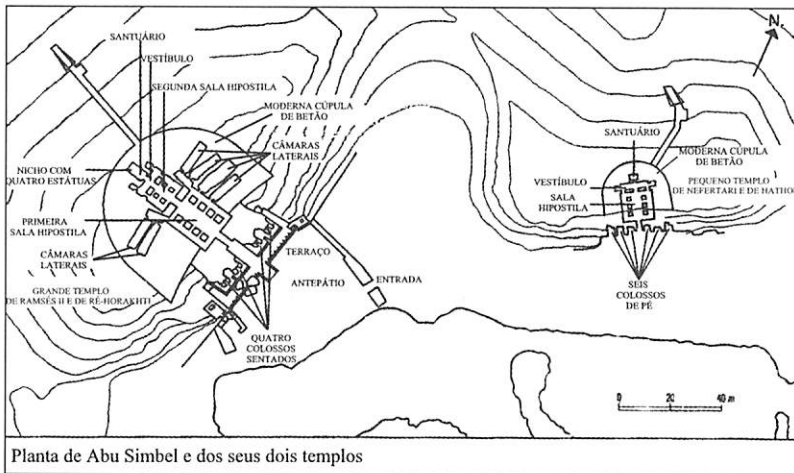 SANTUÁRIO
VESTÍBULO
SEGUNDA SALA HIPOSTILA
MODERNA CÚPULA
DE BETÃO
CÂMARAS
LATERAIS
NICHO COM
QUATRO ESTÁTUAS
PRIMEIRA
SALA HIPOSTILA
CÂMARAS
LATERAIS
GRANDE TEMPLO
DE RAMSÉS II E DE RÉ-HORAKHTI
TERRAÇO
ANTEPÁTIO
ENTRADA
QUATRO
COLOSSOS
SENTADOS
N.
SANTUÁRIO
MODERNA CÚPULA
DE BETÃO
PEQUENO TEMPLO
DE NEFERTARI E DE HATHOR
VESTÍBULO
SALA
HIPOSTILA
SEIS
COLOSSOS
DE PÉ
0 20 40 m
Planta de Abu Simbel e dos seus dois templos